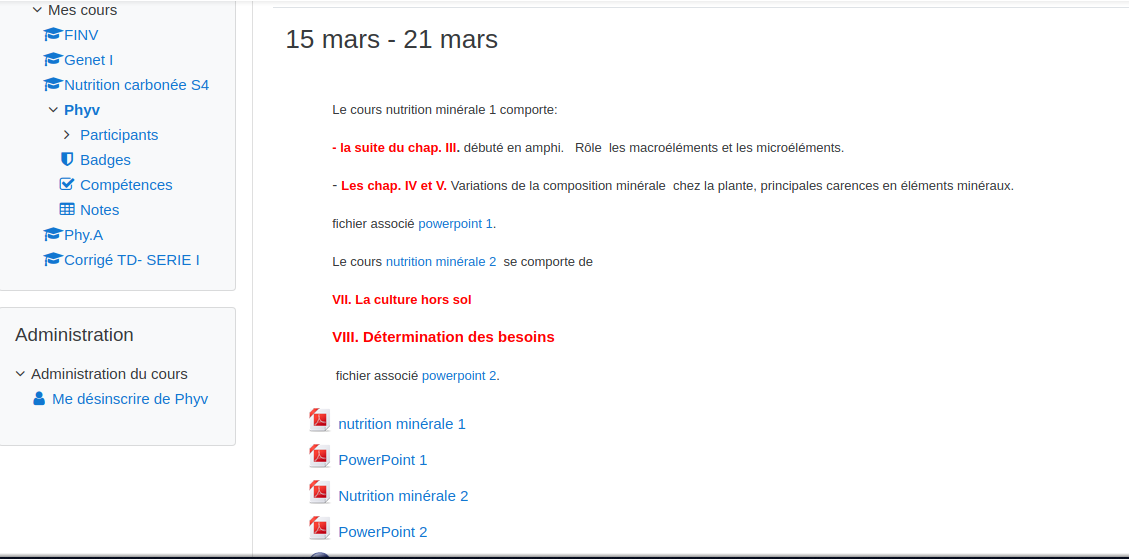 Mes cours
FINV
Genet I
Nutrition carbonée S4
Phyv
Participants
Badges
Compétences
Notes
Phy.A
Corrigé TD- SERIE I
Administration
Administration du cours
Me désinscrire de Phyv
15 mars - 21 mars
Le cours nutrition minérale 1 comporte:
- la suite du chap. III. débuté en amphi. Rôle les macroéléments et les microéléments.
- Les chap. IV et V. Variations de la composition minérale chez la plante, principales carences en éléments minéraux.
fichier associé powerpoint 1.
Le cours nutrition minérale 2 se comporte de
VII. La culture hors sol
VIII. Détermination des besoins
fichier associé powerpoint 2.
nutrition minérale 1
PowerPoint 1
Nutrition minérale 2
PowerPoint 2